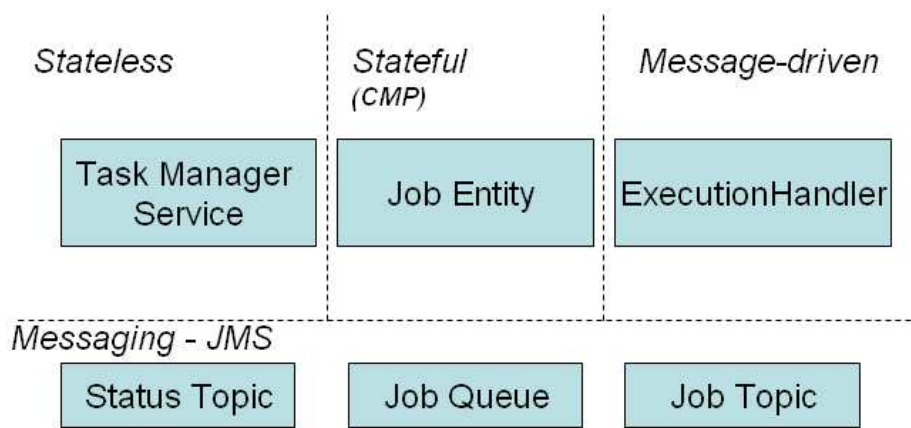 Stateless
Stateful
(CMP)
Message-driven
Task Manager
Service
Job Entity
ExecutionHandler
Messaging - JMS
Status Topic
Job Queue
Job Topic